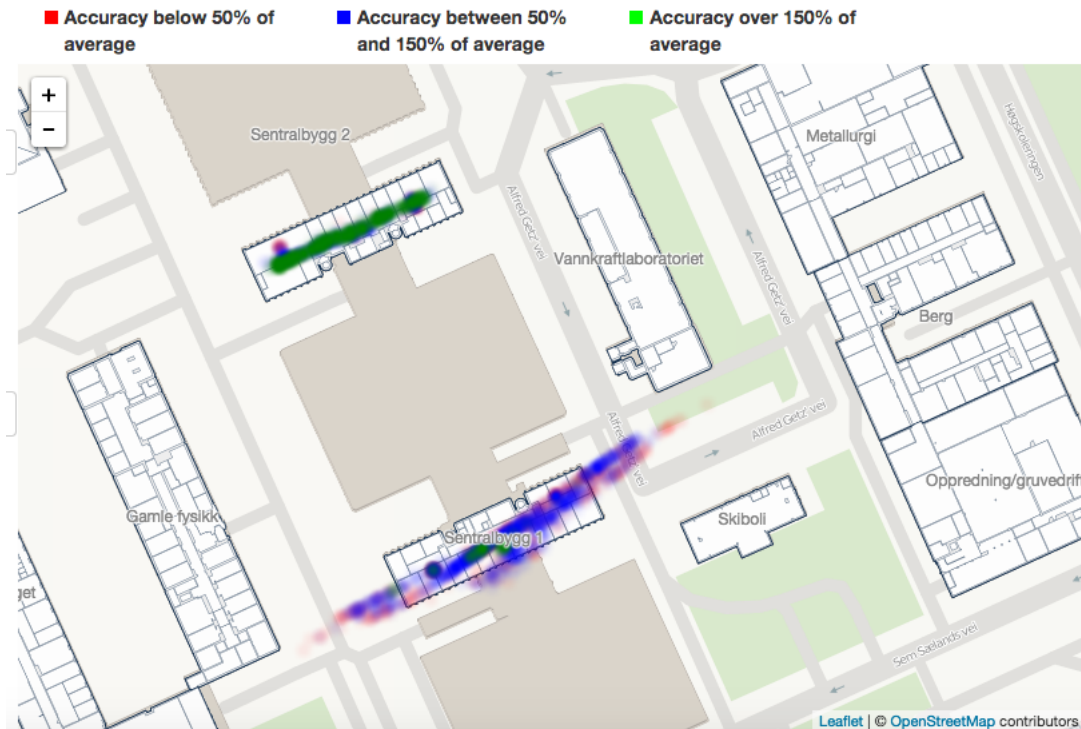 Accuracy below 50% of
average
Accuracy between 50%
and 150% of average
Accuracy over 150% of
average
+
−
Sentralbygg 2
Metallurgi
Høgskoleringen
Alfred Getz' vei
Vannkraftlaboratoriet
Alfred Getz' vei
Berg
Alfred Getz' vei
Alfred Getz' vei
Oppredning/gruvedrift
Gamle fysikk
Skiboli
Sentralbygg 1
get
Sem Sælands vei
Leaflet | © OpenStreetMap contributors